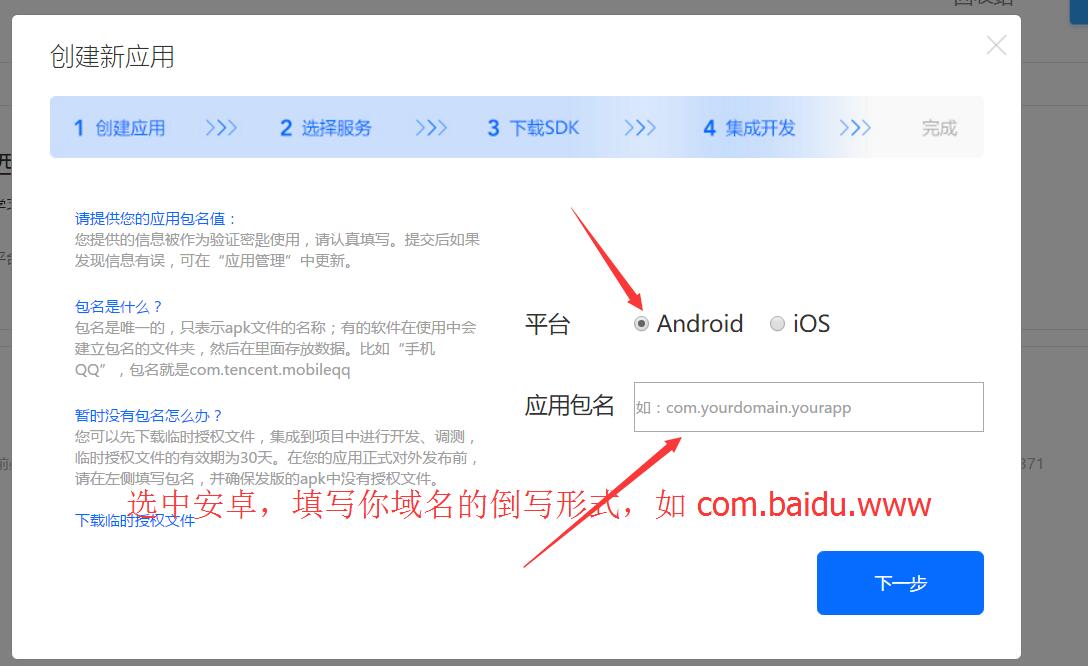 创建新应用
1 创建应用 >>> 2 选择服务 >>> 3 下载SDK >>> 4 集成开发 >>> 完成
请提供您的应用包名值：
您提供的信息被作为验证密匙使用，请认真填写。提交后如果
发现信息有误，可在“应用管理”中更新。
包名是什么？
包名是唯一的，只表示apk文件的名称；有的软件在使用中会
建立包名的文件夹，然后在里面存放数据。比如“手机
QQ”，包名就是com.tencent.mobileqq
暂时没有包名怎么办？
您可以先下载临时授权文件，集成到项目中进行开发、调测，
临时授权文件的有效期为30天。在您的应用正式对外发布前，
请在左侧填写包名，并确保发版的apk中没有授权文件。
下载临时授权文件
平台 Android iOS
应用包名 如：com.yourdomain.yourapp
选中安卓，填写你域名的倒写形式，如 com.baidu.www
下一步
371